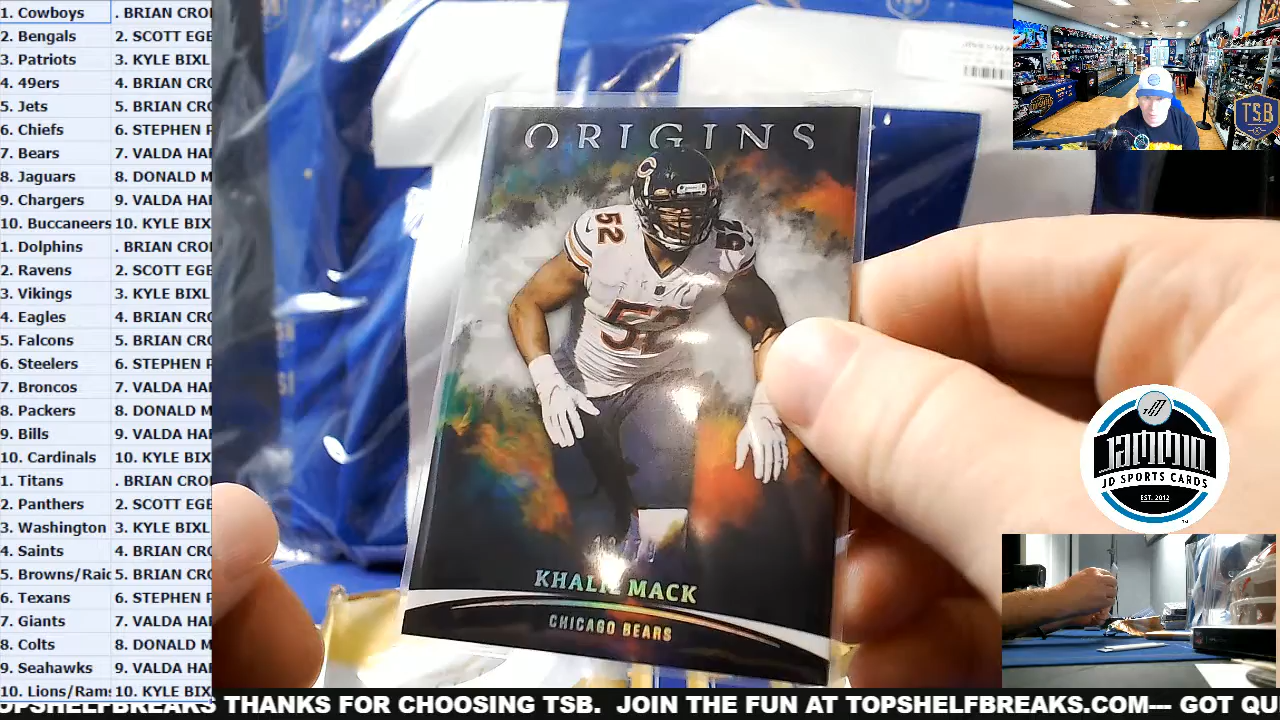 1. Cowboys . BRIAN CRO
2. Bengals 2. SCOTT EGE
3. Patriots 3. KYLE BIXL
4. 49ers 4. BRIAN CRO
5. Jets 5. BRIAN CRO
6. Chiefs 6. STEPHEN
7. Bears 7. VALDA HA
8. Jaguars 8. DONALD M
9. Chargers 9. VALDA HA
10. Buccaneers 10. KYLE BIX
1. Dolphins . BRIAN CRO
2. Ravens 2. SCOTT EGE
3. Vikings 3. KYLE BIXL
4. Eagles 4. BRIAN CRO
5. Falcons 5. BRIAN CRO
6. Steelers 6. STEPHEN
7. Broncos 7. VALDA HA
8. Packers 8. DONALD M
9. Bills 9. VALDA HA
10. Cardinals 10. KYLE BIX
1. Titans . BRIAN CRO
2. Panthers 2. SCOTT EGE
3. Washington 3. KYLE BIXL
4. Saints 4. BRIAN CRO
5. Browns/Raid 5. BRIAN CRO
6. Texans 6. STEPHEN
7. Giants 7. VALDA HA
8. Colts 8. DONALD M
9. Seahawks 9. VALDA HA
10. Lions/Rams 10. KYLE BIX
ORIGINS
C
52
52
KHALIL MACK
CHICAGO BEARS
TSB
JAMMIN
JD SPORTS CARDS
EST. 2012
OPSHELFBREAKS THANKS FOR CHOOSING TSB. JOIN THE FUN AT TOPSHELFBREAKS.COM--- GOT QU